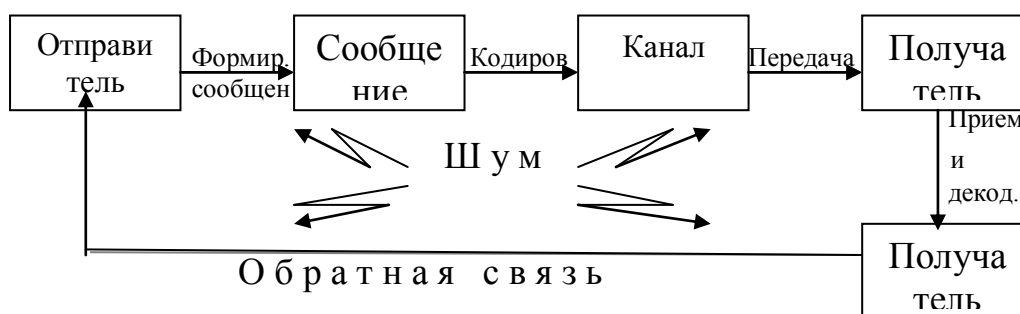 Отправи
тель
Формир.
сообщен
Сообще
ние
Кодиров
Канал
Передача
Получа
тель
Прием
и
декод.
Ш у м
О б р а т н а я с в я з ь
Получа
тель